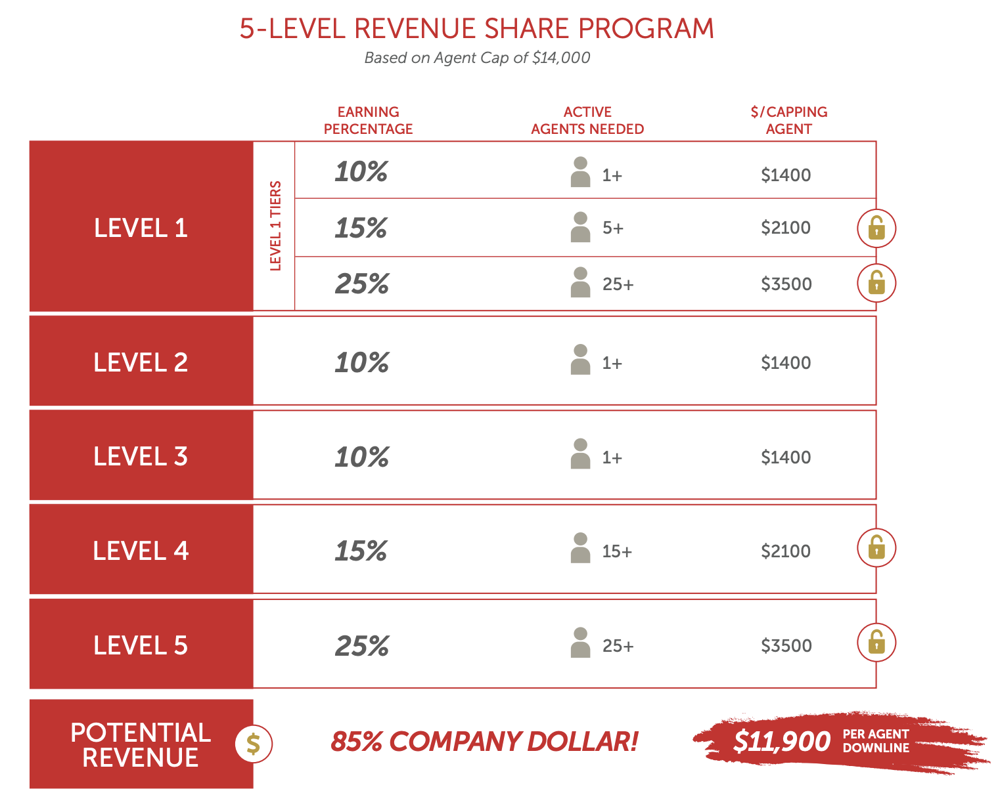 5-LEVEL REVENUE SHARE PROGRAM
Based on Agent Cap of $14,000
EARNING
PERCENTAGE
ACTIVE
AGENTS NEEDED
$/CAPPING
AGENT
LEVEL 1
LEVEL 1 TIERS
10%
1+
$1400
15%
5+
$2100
25%
25+
$3500
LEVEL 2
10%
1+
$1400
LEVEL 3
10%
1+
$1400
LEVEL 4
15%
15+
$2100
LEVEL 5
25%
25+
$3500
POTENTIAL
REVENUE
$
85% COMPANY DOLLAR!
$11,900
PER AGENT
DOWNLINE